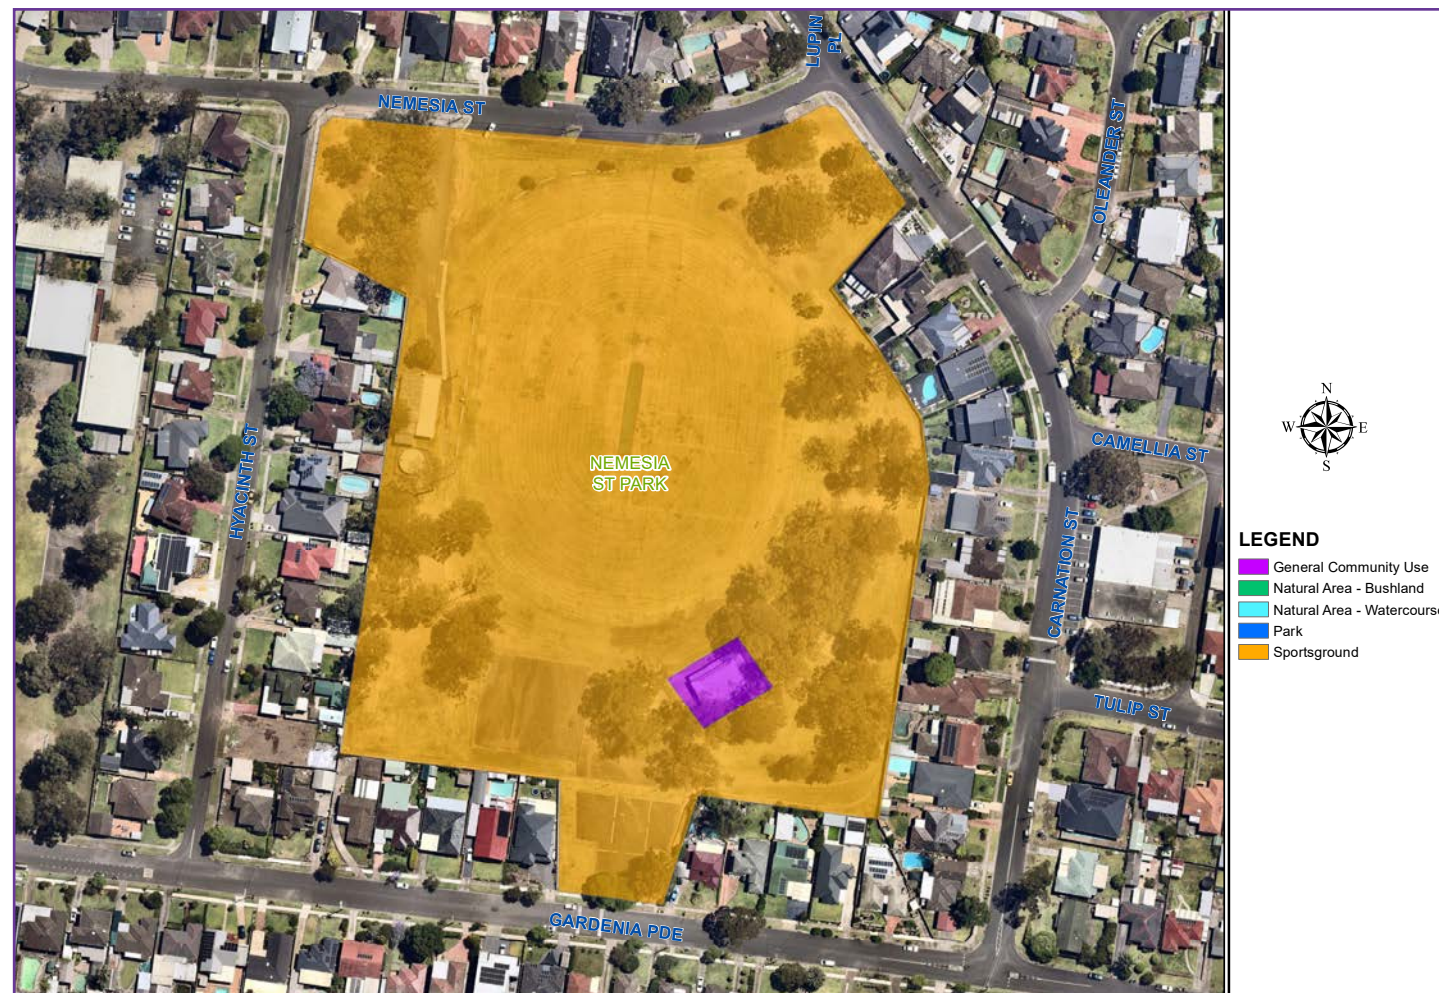 LUPIN
PL
NEMESIA ST
OLEANDER ST
HYACINTH ST
NEMESIA
ST PARK
CAMELLIA ST
CARNATION ST
TULIP ST
GARDENIA PDE
N
W
E
S
LEGEND
General Community Use
Natural Area - Bushland
Natural Area - Watercourse
Park
Sportsground